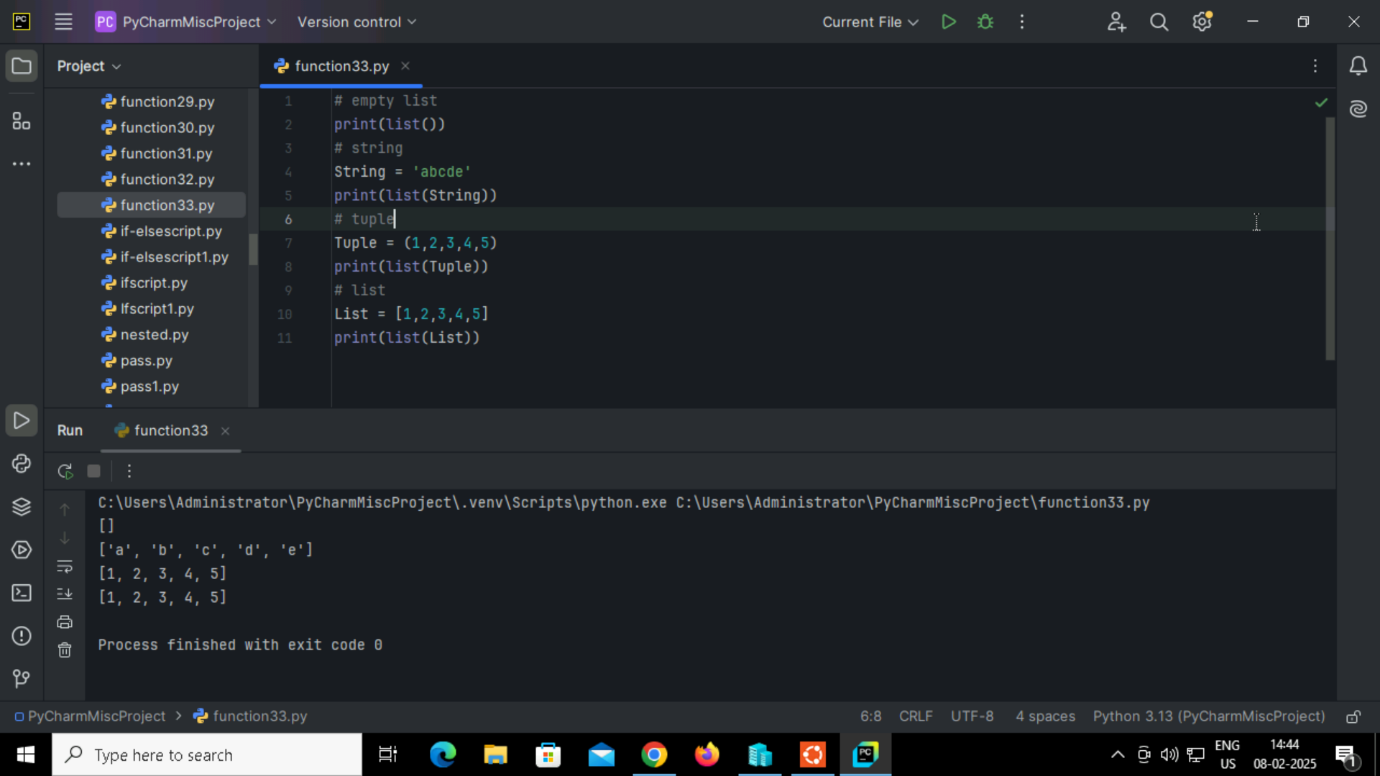 PC PC PyCharmMiscProject Version control Current File
Project function33.py
function29.py
function30.py
function31.py
function32.py
function33.py
if-elsescript.py
if-elsescript1.py
ifscript.py
Ifscript1.py
nested.py
pass.py
pass1.py
1 # empty list
2 print(list())
3 # string
4 String = 'abcde'
5 print(list(String))
6 # tuple
7 Tuple = (1,2,3,4,5)
8 print(list(Tuple))
9 # list
10 List = [1,2,3,4,5]
11 print(list(List))
Run function33
C:\Users\Administrator\PyCharmMiscProject\.venv\Scripts\python.exe C:\Users\Administrator\PyCharmMiscProject\function33.py
[]
['a', 'b', 'c', 'd', 'e']
[1, 2, 3, 4, 5]
[1, 2, 3, 4, 5]
Process finished with exit code 0
PyCharmMiscProject > function33.py 6:8 CRLF UTF-8 4 spaces Python 3.13 (PyCharmMiscProject)
Type here to search PC ENG 14:44
US 08-02-2025 1